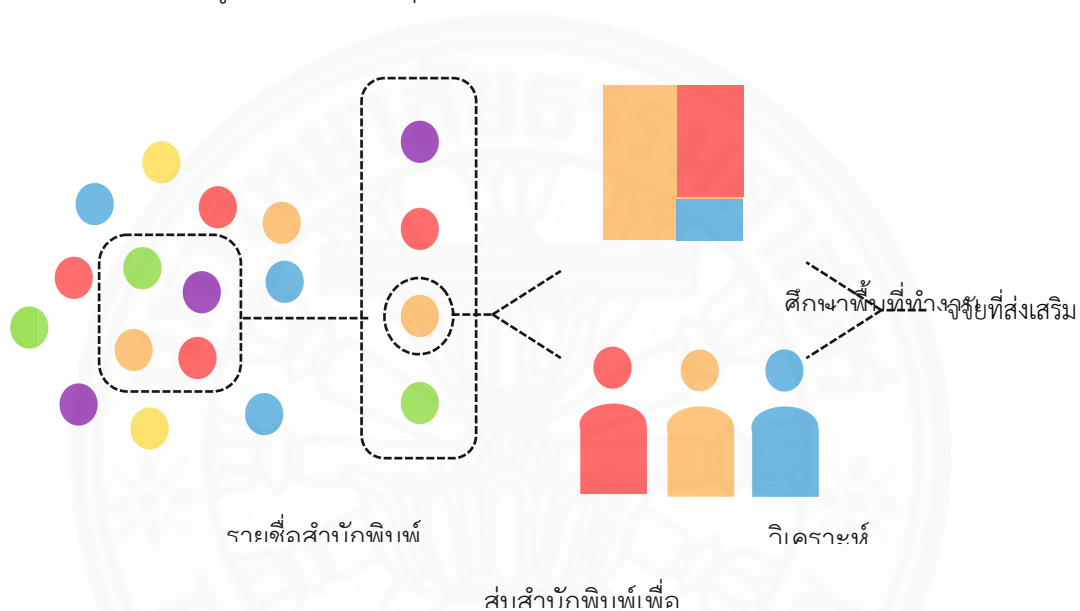 ศึกษาพื้นที่ทำงาน
จจัยที่ส่งเสริม
รายชื่อสำนักพิมพ์
วิเคราะห์
สุ่มสำนักพิมพ์เพื่อ